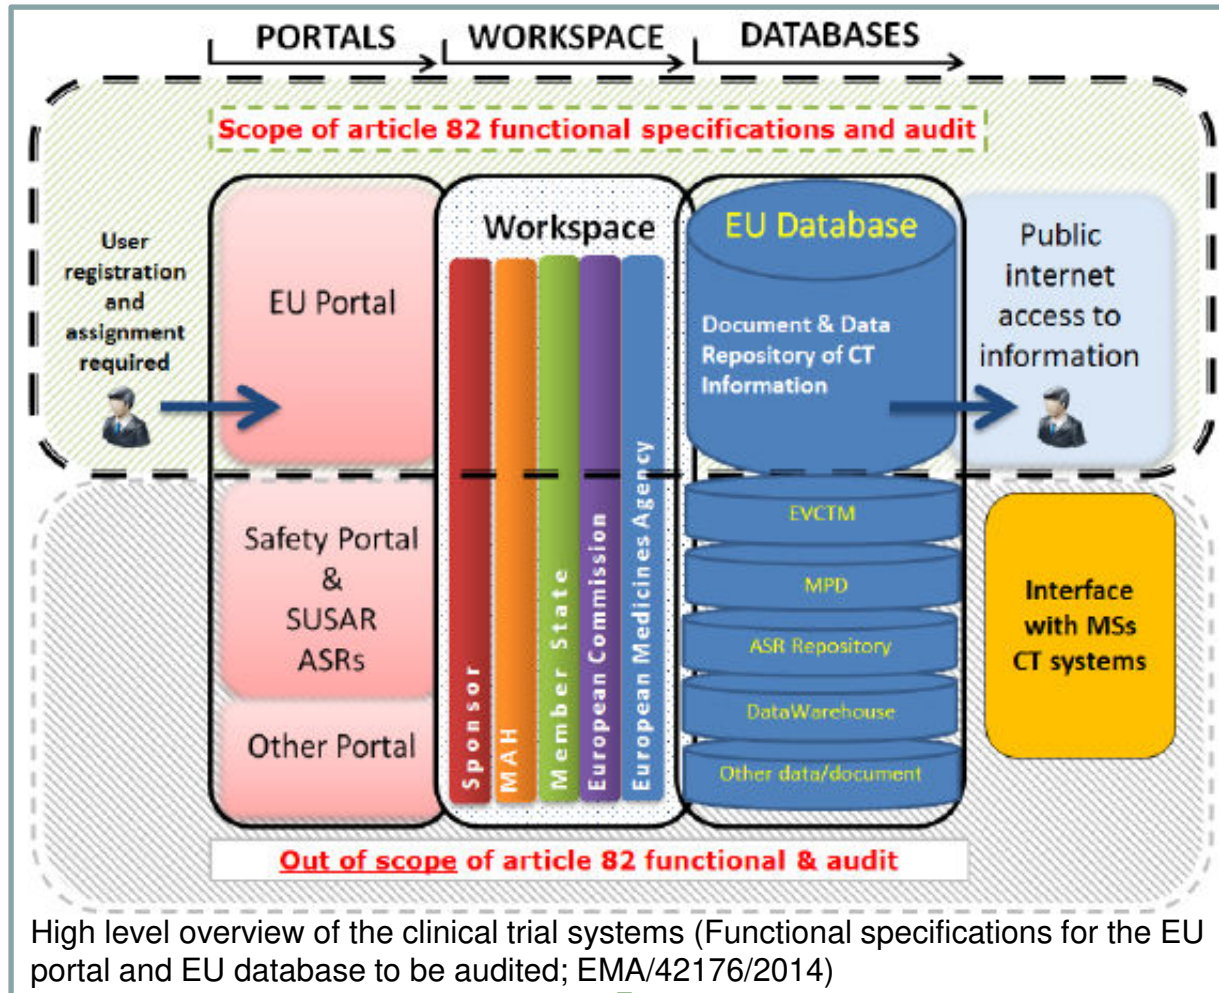 PORTALS
WORKSPACE
DATABASES
Scope of article 82 functional specifications and audit
User
registration
and
assignment
required
EU Portal
Safety Portal
&
SUSAR
ASRs
Other Portal
Workspace
Sponsor
MAH
Member State
European Commission
European Medicines Agency
EU Database
Document & Data
Repository of CT
Information
EVCTM
MPD
ASR Repository
DataWarehouse
Other data/document
Public
internet
access to
information
Interface
with MSs
CT systems
Out of scope of article 82 functional & audit
High level overview of the clinical trial systems (Functional specifications for the EU
portal and EU database to be audited; EMA/42176/2014)